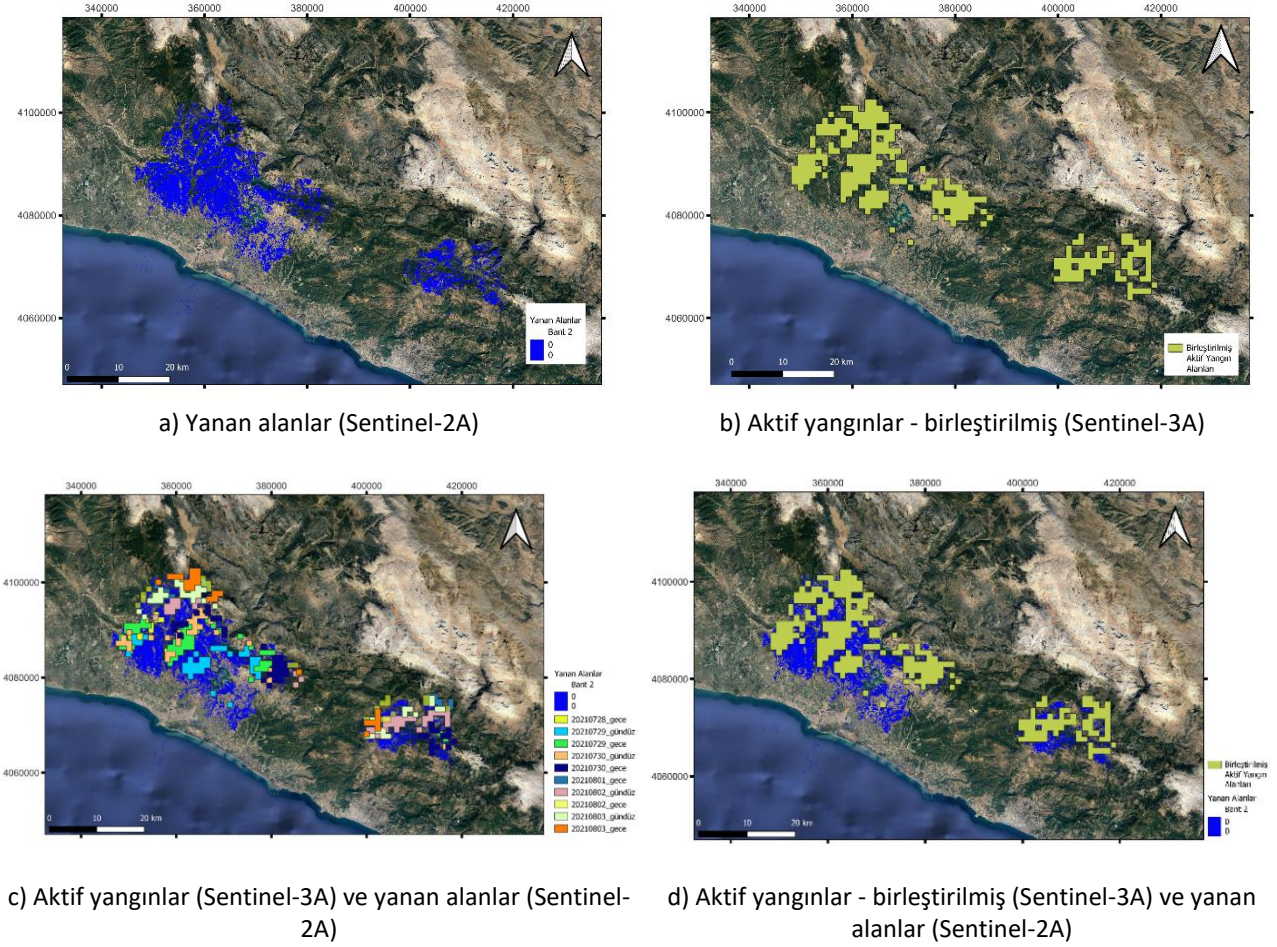 340000 360000 380000 400000 420000
4100000
4080000
4060000
Yanan Alanlar
Bant 2
0
0
0 10 20 km
a) Yanan alanlar (Sentinel-2A)
340000 360000 380000 400000 420000
4100000
4080000
4060000
Birleştirilmiş
Aktif Yangın
Alanları
0 10 20 km
b) Aktif yangınlar - birleştirilmiş (Sentinel-3A)
340000 360000 380000 400000 420000
4100000
4080000
4060000
Yanan Alanlar
Bant 2
0
0
20210728_gece
20210729_gündüz
20210729_gece
20210730_gündüz
20210730_gece
20210801_gece
20210802_gündüz
20210802_gece
20210803_gündüz
20210803_gece
0 10 20 km
c) Aktif yangınlar (Sentinel-3A) ve yanan alanlar (Sentinel-
2A)
340000 360000 380000 400000 420000
4100000
4080000
4060000
Birleştirilmiş
Aktif Yangın
Alanları
Yanan Alanlar
Bant 2
0
0
0 10 20 km
d) Aktif yangınlar - birleştirilmiş (Sentinel-3A) ve yanan
alanlar (Sentinel-2A)